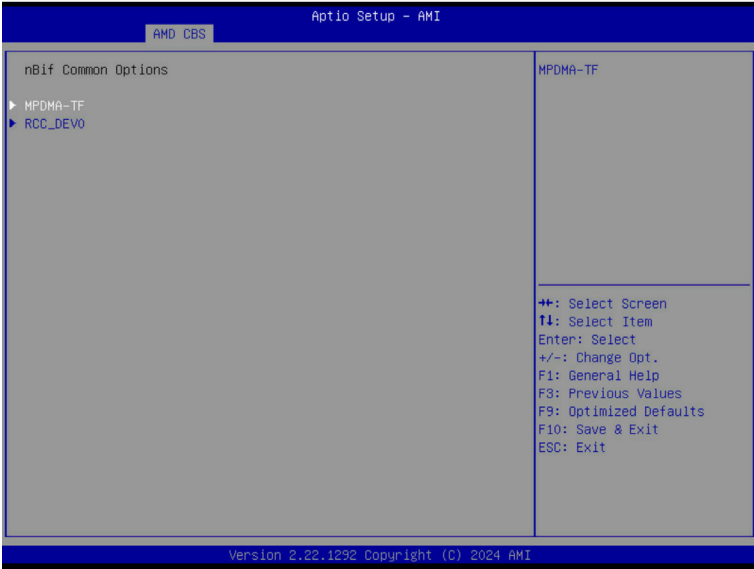 Aptio Setup - AMI
AMD CBS
nBif Common Options
MPDMA-TF
RCC_DEV0
MPDMA-TF
→←: Select Screen
↑↓: Select Item
Enter: Select
+/-: Change Opt.
F1: General Help
F3: Previous Values
F9: Optimized Defaults
F10: Save & Exit
ESC: Exit
Version 2.22.1292 Copyright (C) 2024 AMI